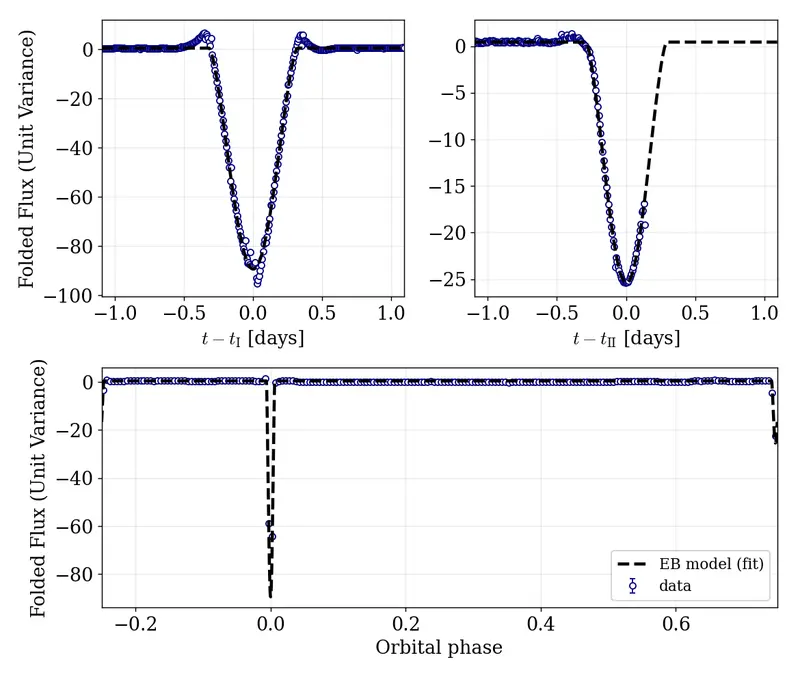 Folded Flux (Unit Variance)
0
−20
−40
−60
−80
−100
−1.0 −0.5 0.0 0.5 1.0
t − tI [days]
0
−5
−10
−15
−20
−25
−1.0 −0.5 0.0 0.5 1.0
t − tII [days]
Folded Flux (Unit Variance)
0
−20
−40
−60
−80
−0.2 0.0 0.2 0.4 0.6
Orbital phase
EB model (fit)
data